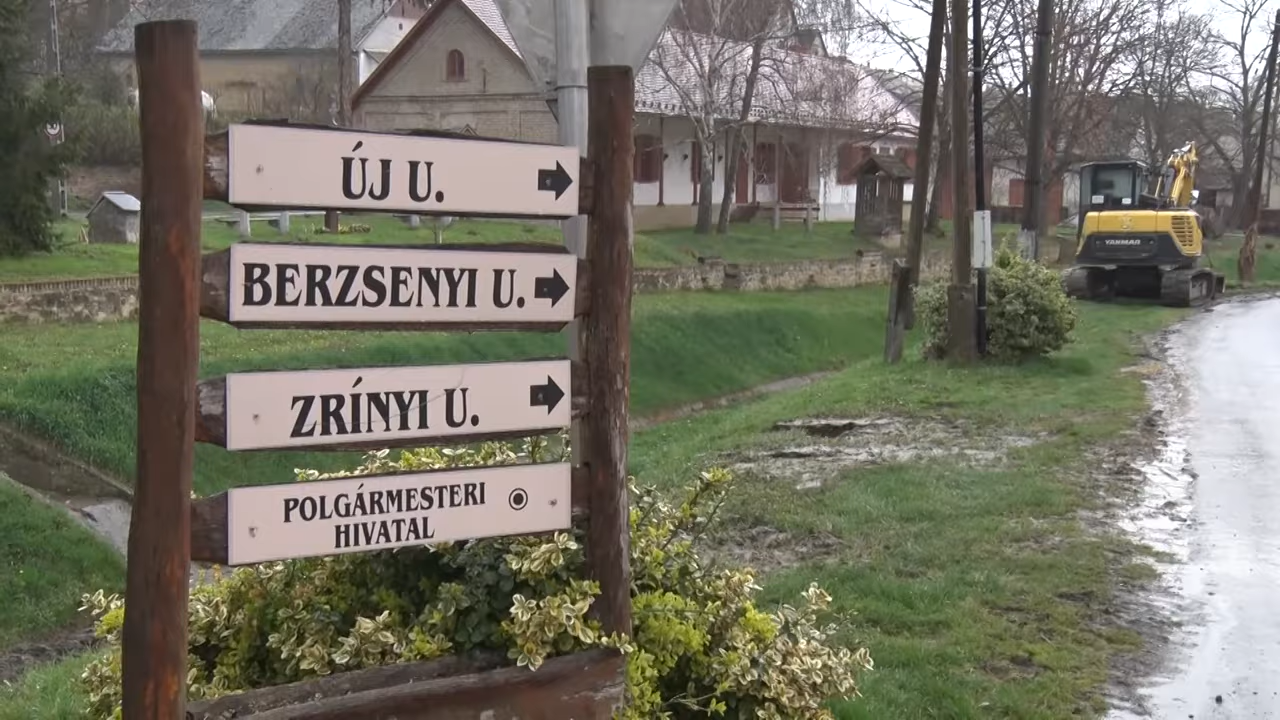 ÚJ U.
BERZSENYI U.
ZRÍNYI U.
POLGÁRMESTERI
HIVATAL
YANMAR